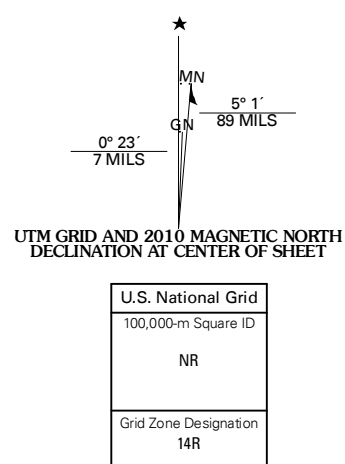 ★
MN
5° 1´
89 MILS
GN
0° 23´
7 MILS
UTM GRID AND 2010 MAGNETIC NORTH
DECLINATION AT CENTER OF SHEET
U.S. National Grid
100,000-m Square ID
NR
Grid Zone Designation
14R